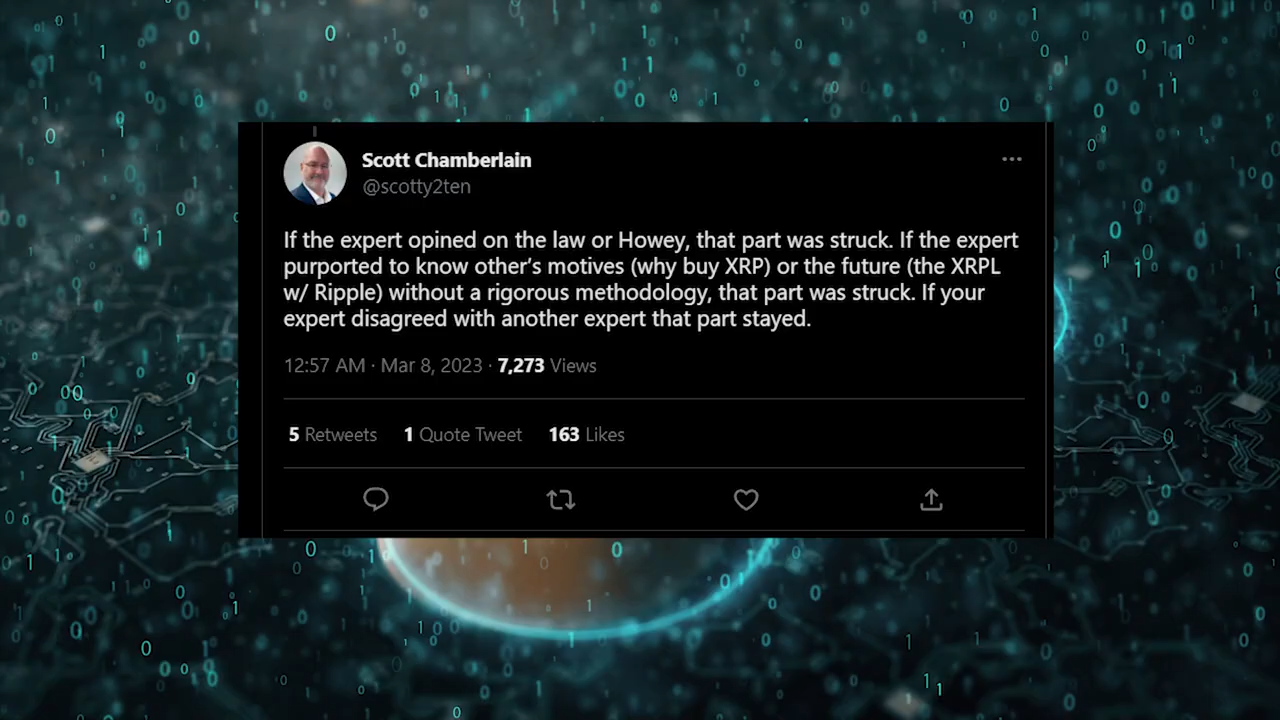 Scott Chamberlain
@scotty2ten
If the expert opined on the law or Howey, that part was struck. If the expert
purported to know other’s motives (why buy XRP) or the future (the XRPL
w/ Ripple) without a rigorous methodology, that part was struck. If your
expert disagreed with another expert that part stayed.
12:57 AM · Mar 8, 2023 · 7,273 Views
5 Retweets 1 Quote Tweet 163 Likes